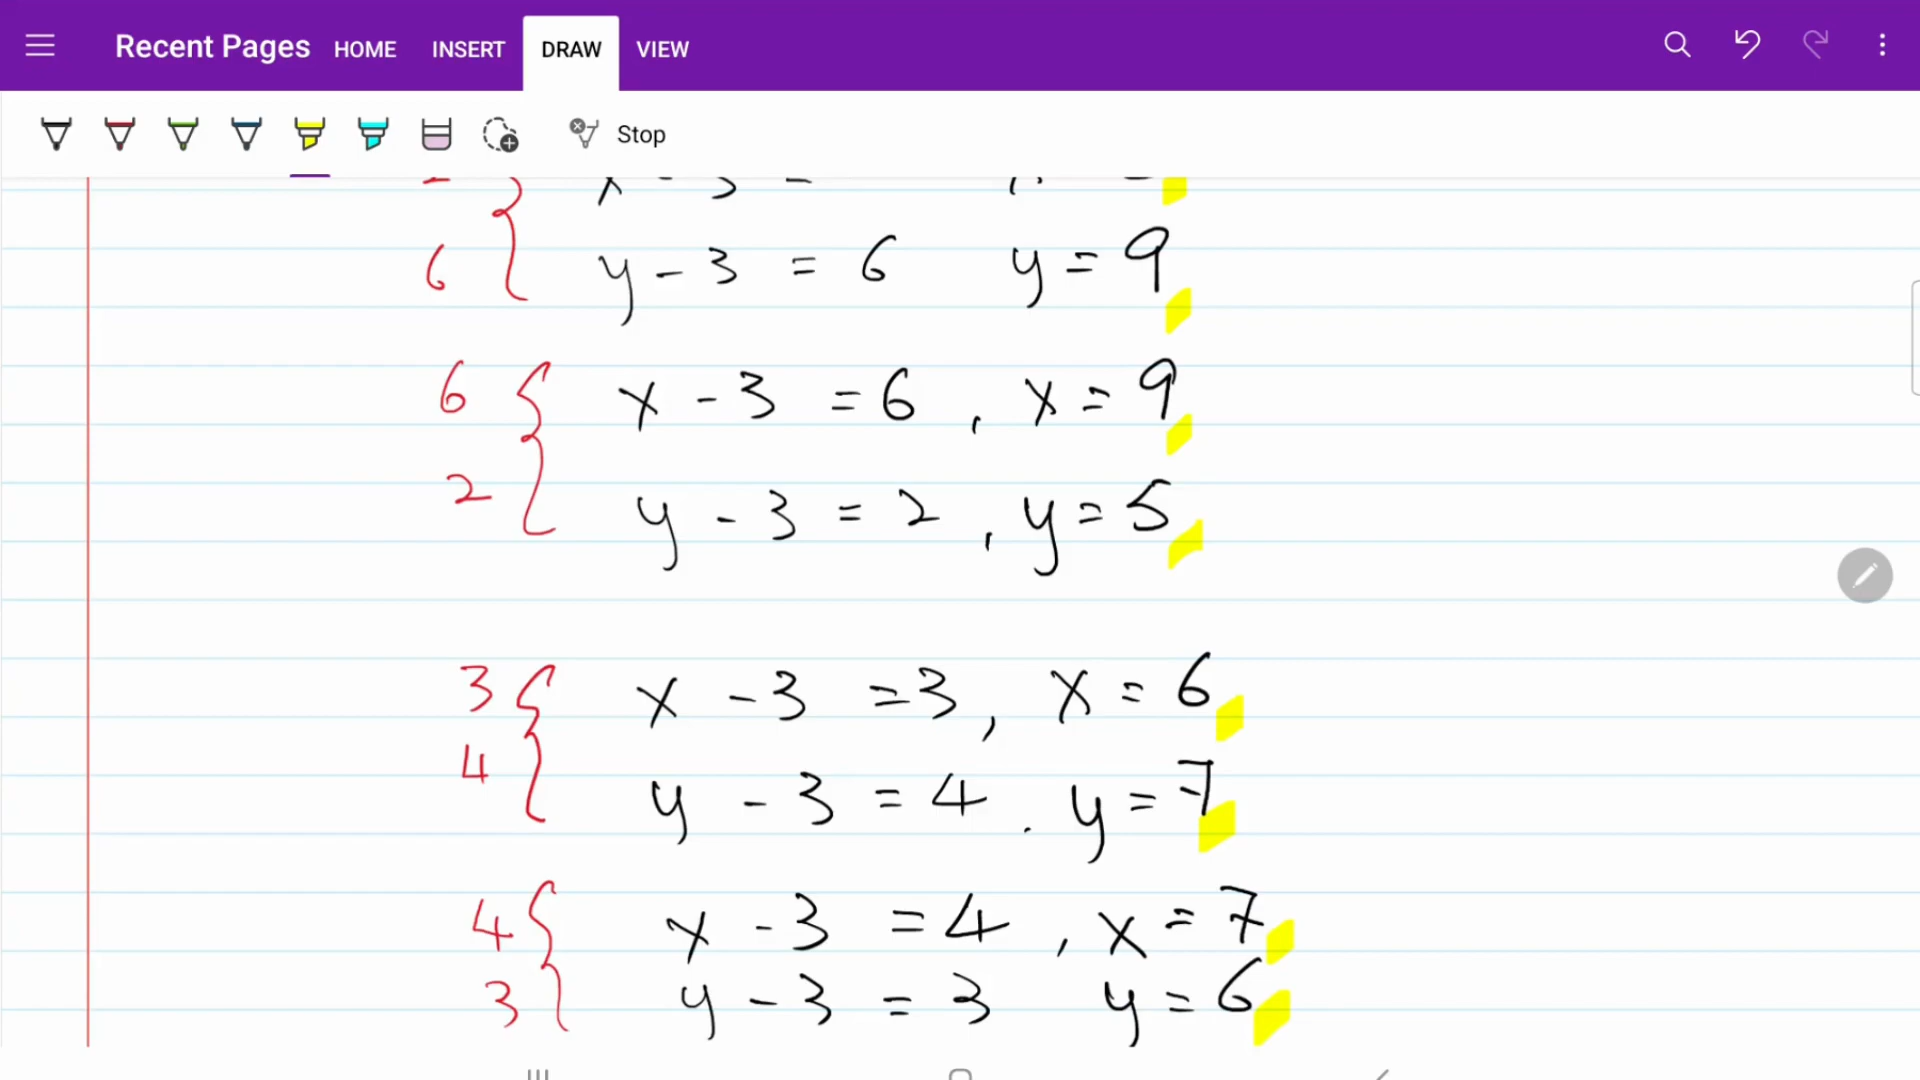 Recent Pages HOME INSERT DRAW VIEW
Stop
x - 3 =
6 y - 3 = 6 y = 9
6 x - 3 = 6 , x = 9
2 y - 3 = 2 , y = 5
3 x - 3 = 3 , x = 6
4 y - 3 = 4 . y = 7
4 x - 3 = 4 , x = 7
3 y - 3 = 3 y = 6